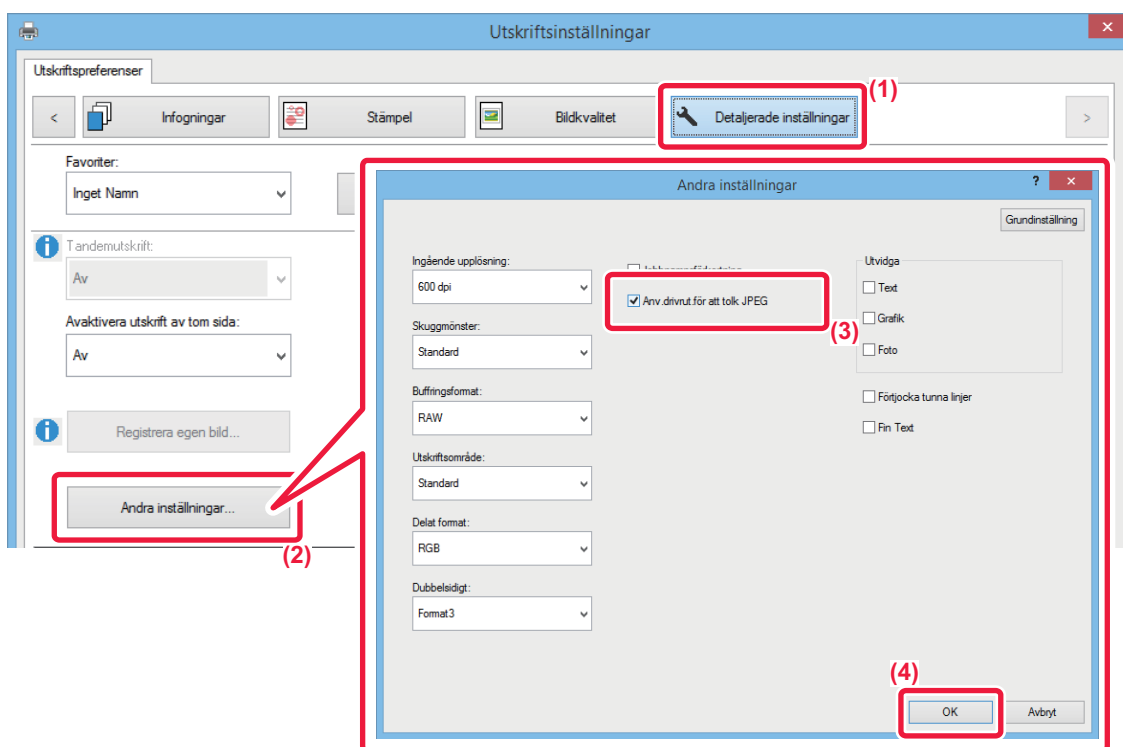 Utskriftsinställningar
Utskriftspreferenser
(1)
< Infogningar Stämpel Bildkvalitet Detaljerade inställningar >
Favoriter:
Inget Namn
Tandemutskrift:
Av
Avaktivera utskrift av tom sida:
Av
Registrera egen bild...
Andra inställningar...
(2)
Andra inställningar ?
Grundinställning
Ingående upplösning:
600 dpi
Skuggmönster:
Standard
Buffringsformat:
RAW
Utskriftsområde:
Standard
Delat format:
RGB
Dubbelsidigt:
Format3
Anv.drivrut.för att tolk JPEG
(3)
Utvidga
Text
Grafik
Foto
Förtjocka tunna linjer
Fin Text
(4)
OK Avbryt